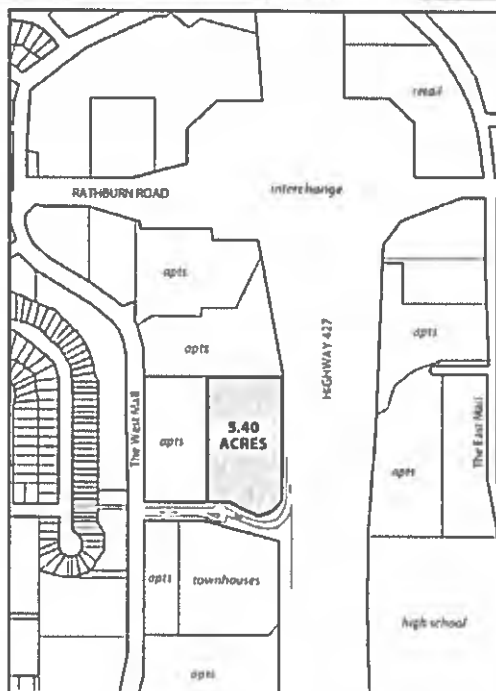 retail
RATHBURN ROAD
interchange
apts
HIGHWAY 427
apts
apts
The West Mall
apts
5.40
ACRES
The East Mall
apts
apts
townhouses
high school
apts